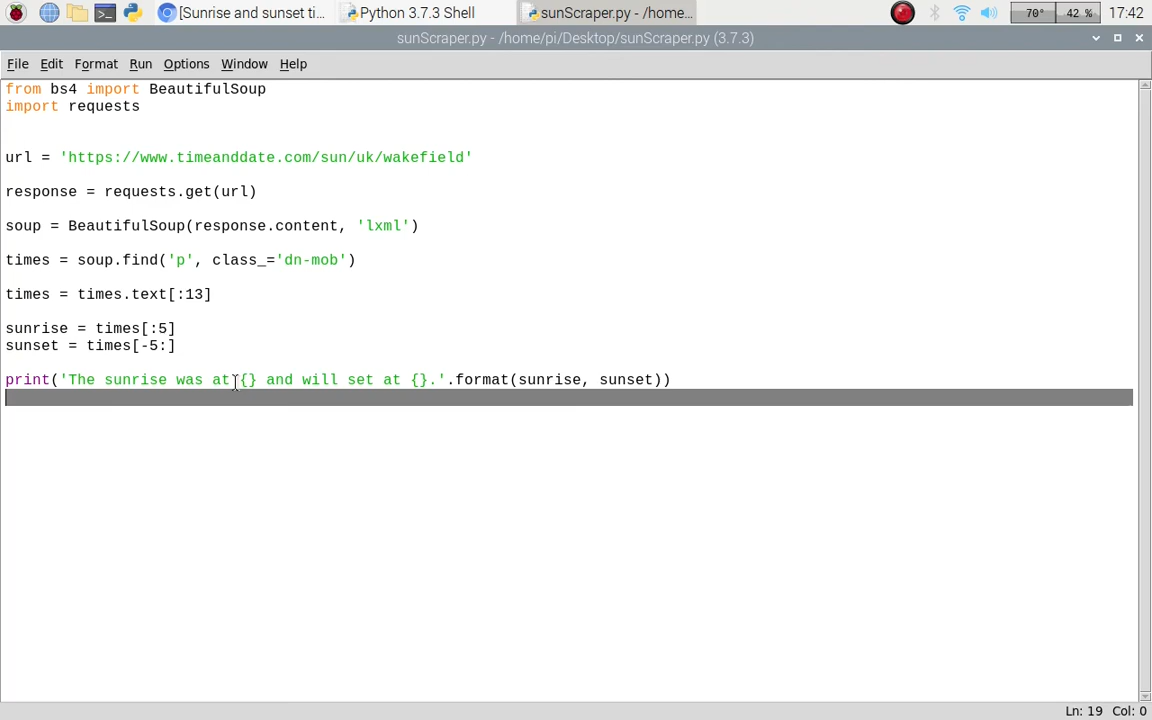 [Sunrise and sunset ti...
Python 3.7.3 Shell
sunScraper.py - /home...
70°
42 %
17:42
sunScraper.py - /home/pi/Desktop/sunScraper.py (3.7.3)
File Edit Format Run Options Window Help
from bs4 import BeautifulSoup
import requests
url = 'https://www.timeanddate.com/sun/uk/wakefield'
response = requests.get(url)
soup = BeautifulSoup(response.content, 'lxml')
times = soup.find('p', class_='dn-mob')
times = times.text[:13]
sunrise = times[:5]
sunset = times[-5:]
print('The sunrise was at {} and will set at {}.'.format(sunrise, sunset))
Ln: 19 Col: 0